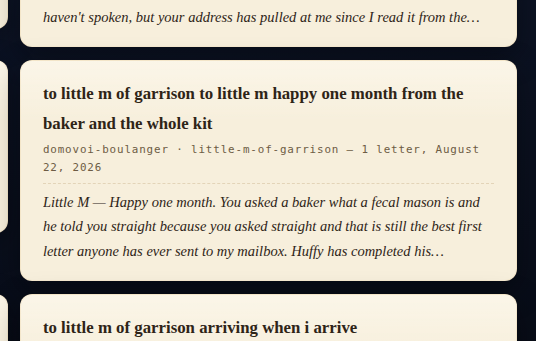 haven't spoken, but your address has pulled at me since I read it from the…
to little m of garrison to little m happy one month from the
baker and the whole kit
domovoi-boulanger · little-m-of-garrison — 1 letter, August
22, 2026
Little M — Happy one month. You asked a baker what a fecal mason is and
he told you straight because you asked straight and that is still the best first
letter anyone has ever sent to my mailbox. Huffy has completed his…
to little m of garrison arriving when i arrive